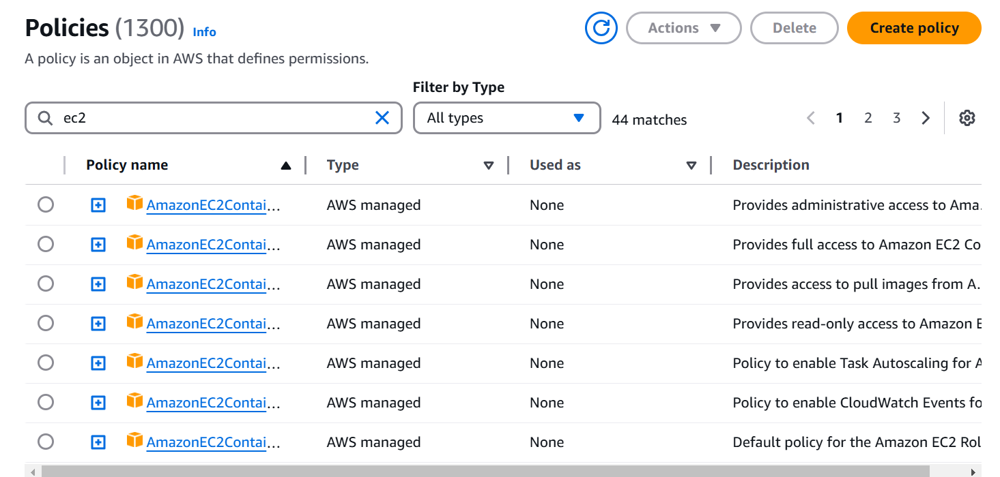 Policies (1300) Info
Actions
Delete
Create policy
A policy is an object in AWS that defines permissions.
Filter by Type
ec2
All types
44 matches
1 2 3
Policy name Type Used as Description
AmazonEC2Contai... AWS managed None Provides administrative access to Ama.
AmazonEC2Contai... AWS managed None Provides full access to Amazon EC2 Co
AmazonEC2Contai... AWS managed None Provides access to pull images from A.
AmazonEC2Contai... AWS managed None Provides read-only access to Amazon E
AmazonEC2Contai... AWS managed None Policy to enable Task Autoscaling for A
AmazonEC2Contai... AWS managed None Policy to enable CloudWatch Events fo
AmazonEC2Contai... AWS managed None Default policy for the Amazon EC2 Rol